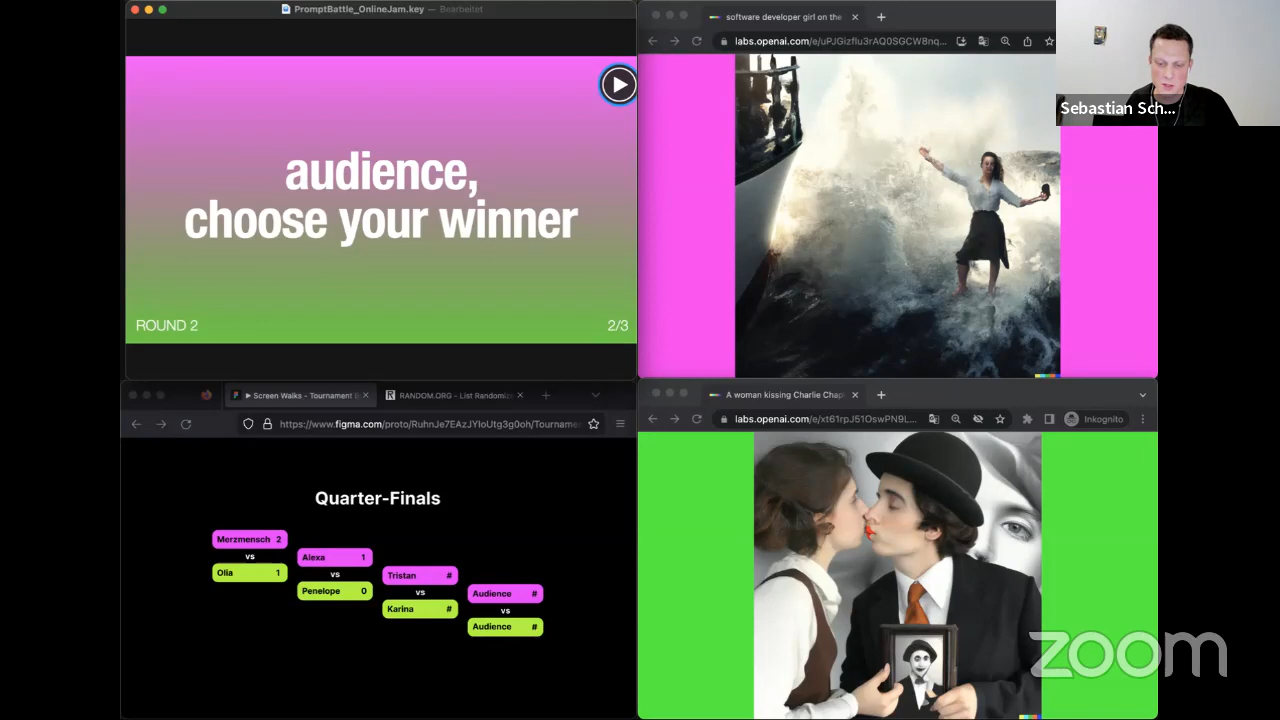 PromptBattle_OnlineJam.key — Bearbeitet
audience,
choose your winner
ROUND 2
2/3
software developer girl on the
labs.openai.com/e/uPJGizflu3rAQ0SGCW8nq...
Sebastian Sch...
Screen Walks - Tournament
RANDOM.ORG - List Randomiz
https://www.figma.com/proto/RuhnJe7EAzJYIoUtg3g0oh/Tourname
Quarter-Finals
Merzmensch 2
vs
Olia 1
Alexa 1
vs
Penelope 0
Tristan #
vs
Karina #
Audience #
vs
Audience #
A woman kissing Charlie Chap
labs.openai.com/e/xt61rpJ51OswPN9L...
Inkognito
zoom